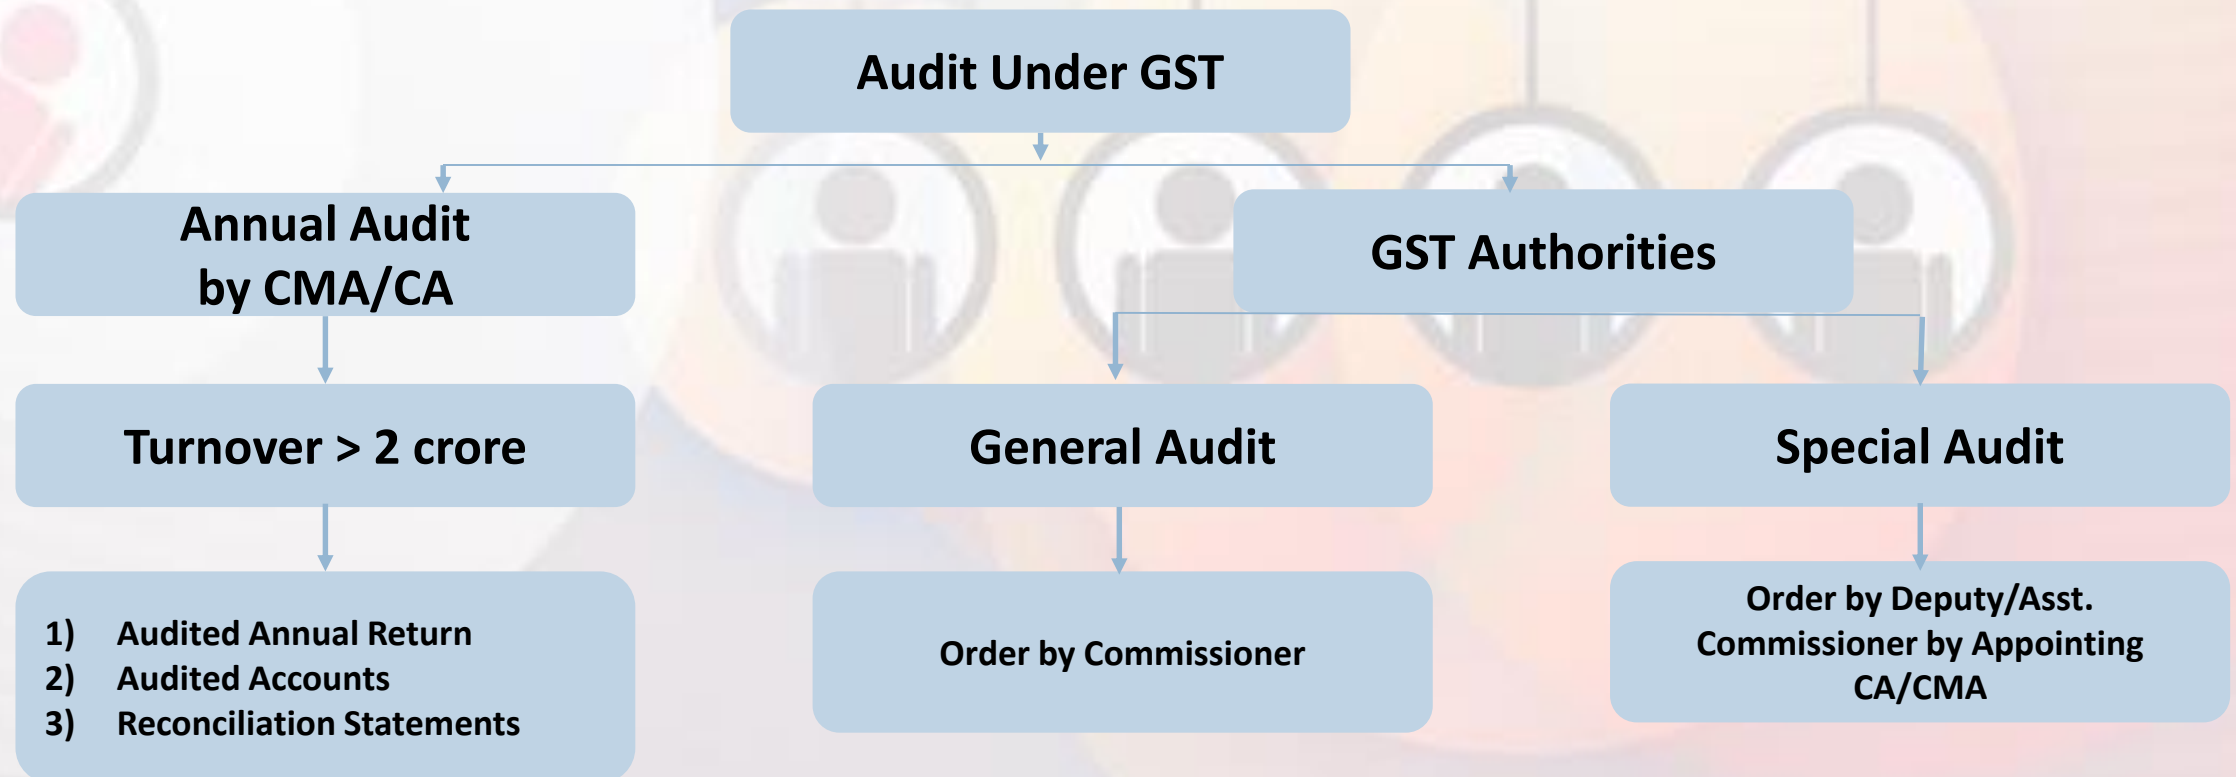 Audit Under GST
Annual Audit
by CMA/CA
GST Authorities
Turnover > 2 crore
General Audit
Special Audit
1) Audited Annual Return
2) Audited Accounts
3) Reconciliation Statements
Order by Commissioner
Order by Deputy/Asst.
Commissioner by Appointing
CA/CMA